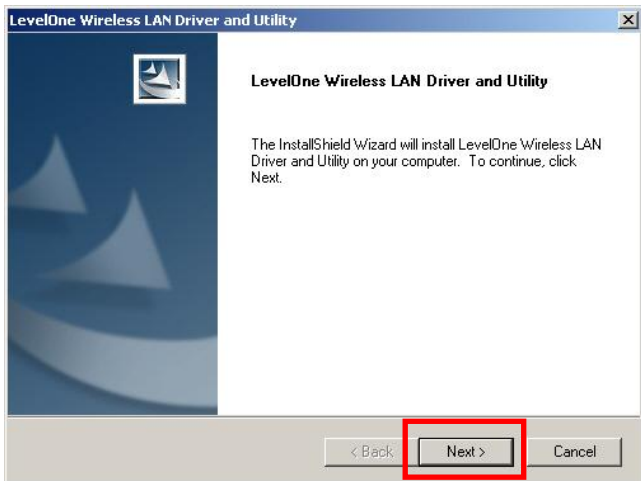 LevelOne Wireless LAN Driver and Utility
LevelOne Wireless LAN Driver and Utility
The InstallShield Wizard will install LevelOne Wireless LAN
Driver and Utility on your computer.  To continue, click
Next.
< Back
Next >
Cancel